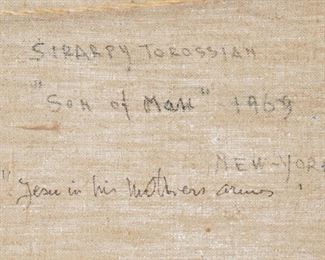 SIRARPY TOROSSIAN
"Son of Man" 1969
NEW-YORK
"Jesu in his Mothers arms"